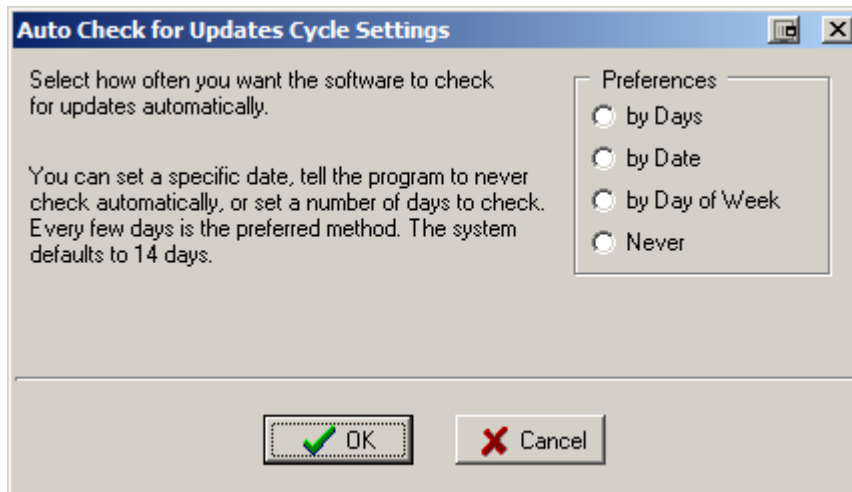 Auto Check for Updates Cycle Settings
Select how often you want the software to check
for updates automatically.
You can set a specific date, tell the program to never
check automatically, or set a number of days to check.
Every few days is the preferred method. The system
defaults to 14 days.
Preferences
by Days
by Date
by Day of Week
Never
OK
Cancel